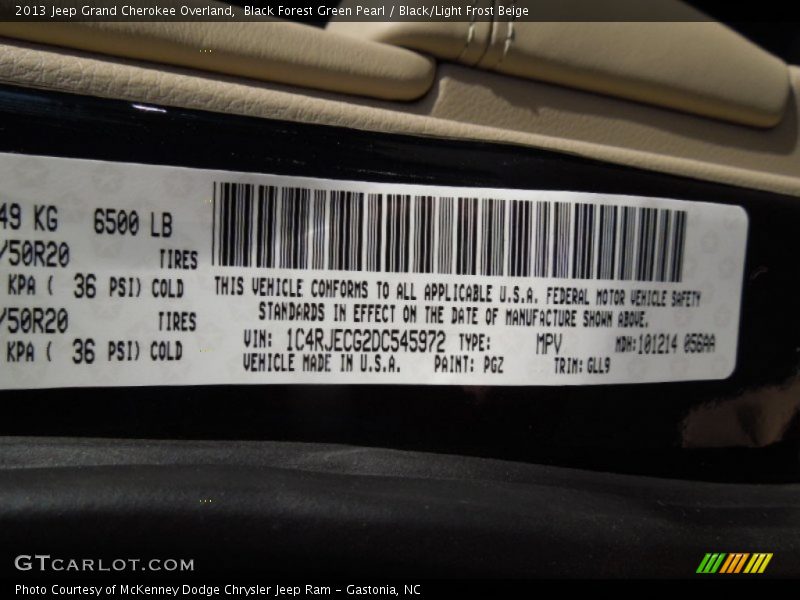 2013 Jeep Grand Cherokee Overland, Black Forest Green Pearl / Black/Light Frost Beige
49 KG 6500 LB
/50R20 TIRES
KPA ( 36 PSI) COLD
/50R20 TIRES
KPA ( 36 PSI) COLD
THIS VEHICLE CONFORMS TO ALL APPLICABLE U.S.A. FEDERAL MOTOR VEHICLE SAFETY
STANDARDS IN EFFECT ON THE DATE OF MANUFACTURE SHOWN ABOVE.
VIN: 1C4RJECG2DC545972 TYPE: MPV MDH:101214 056AA
VEHICLE MADE IN U.S.A. PAINT: PGZ TRIM: GLL9
GTCARLOT.COM
Photo Courtesy of McKenney Dodge Chrysler Jeep Ram - Gastonia, NC